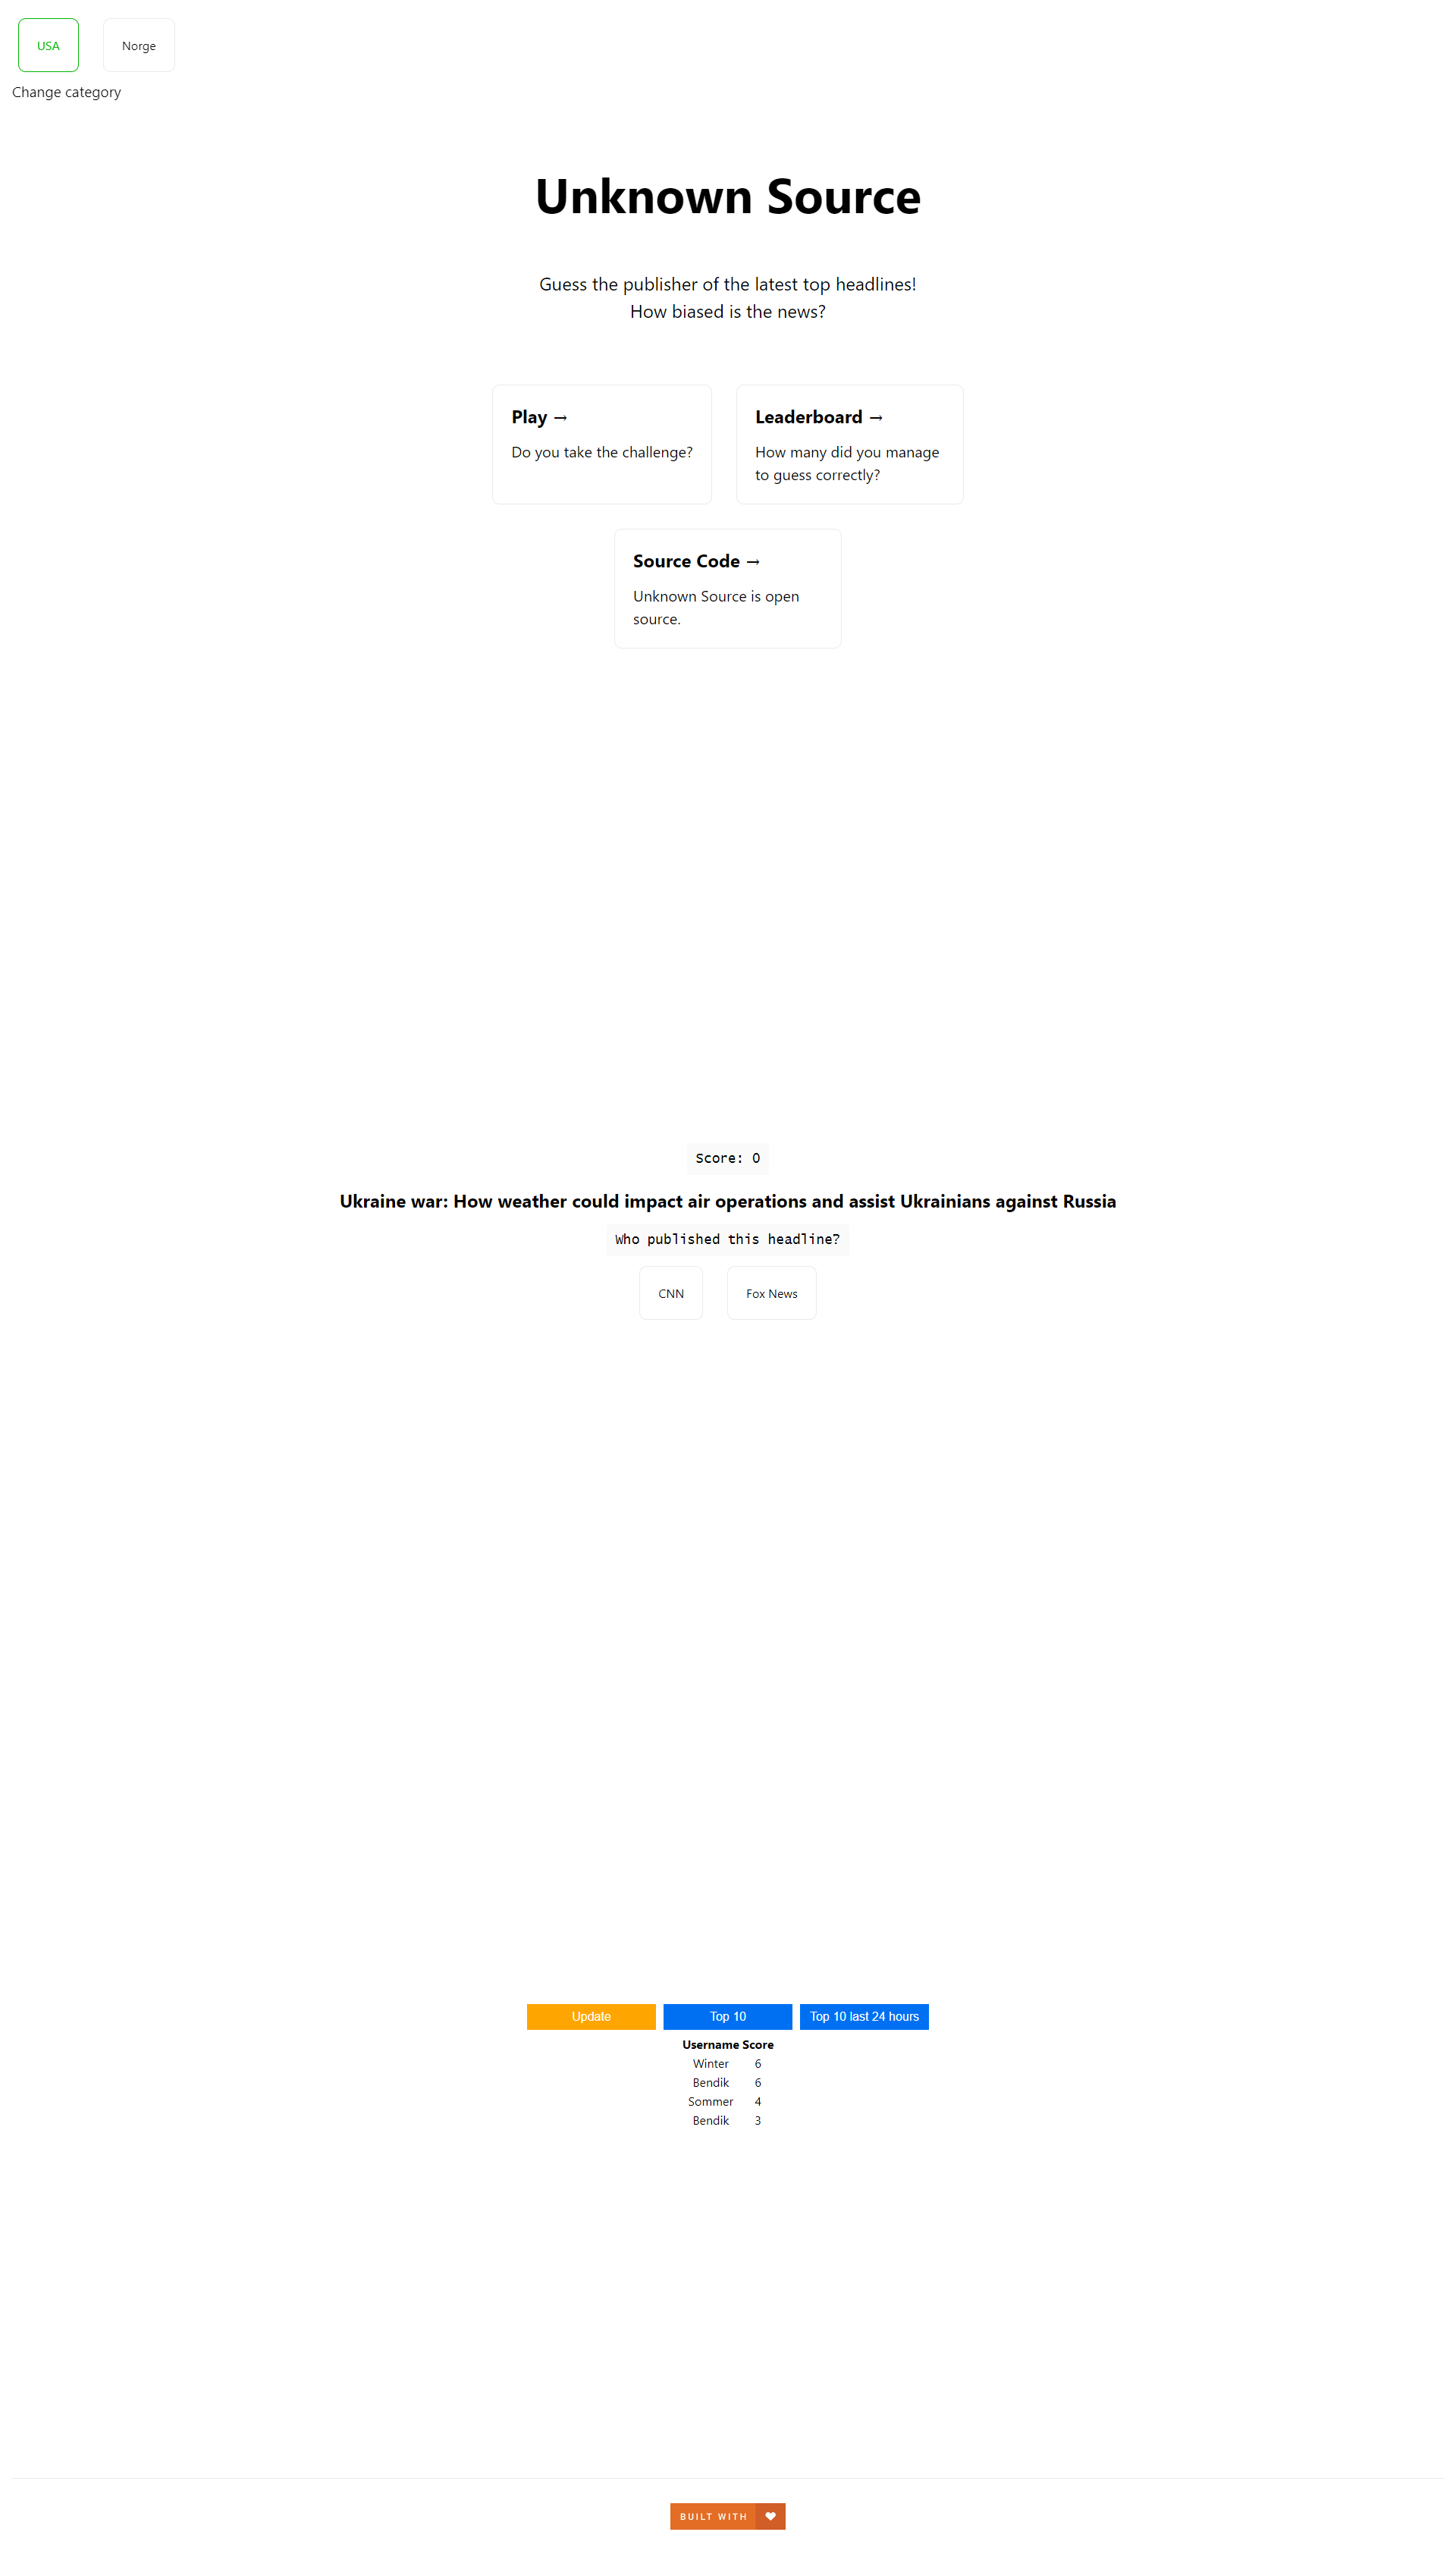 USA
Norge
Change category
Unknown Source
Guess the publisher of the latest top headlines!
How biased is the news?
Play →
Do you take the challenge?
Leaderboard →
How many did you manage
to guess correctly?
Source Code →
Unknown Source is open
source.
Score: 0
Ukraine war: How weather could impact air operations and assist Ukrainians against Russia
Who published this headline?
CNN
Fox News
Update
Top 10
Top 10 last 24 hours
Username Score
Winter 6
Bendik 6
Sommer 4
Bendik 3
BUILT WITH